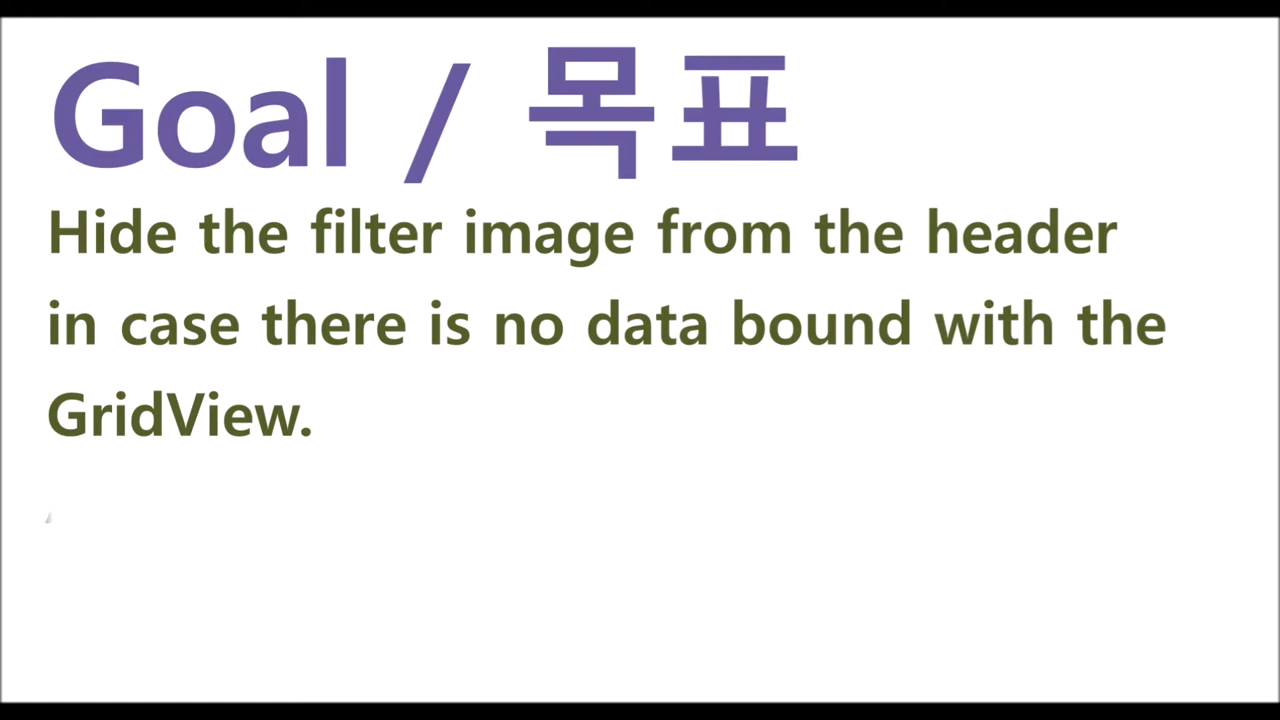 Goal / 목표
Hide the filter image from the header
in case there is no data bound with the
GridView.